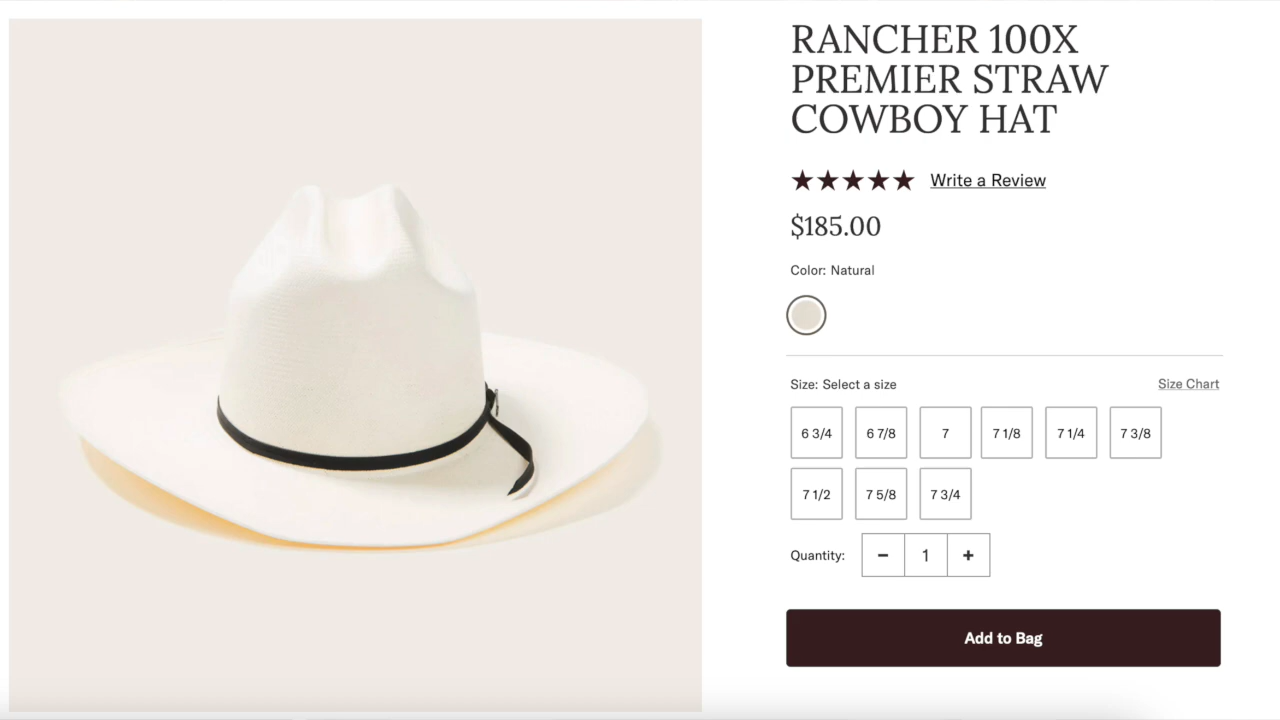 RANCHER 100X
PREMIER STRAW
COWBOY HAT
Write a Review
$185.00
Color: Natural
Size: Select a size
Size Chart
6 3/4
6 7/8
7
7 1/8
7 1/4
7 3/8
7 1/2
7 5/8
7 3/4
Quantity:
1
Add to Bag